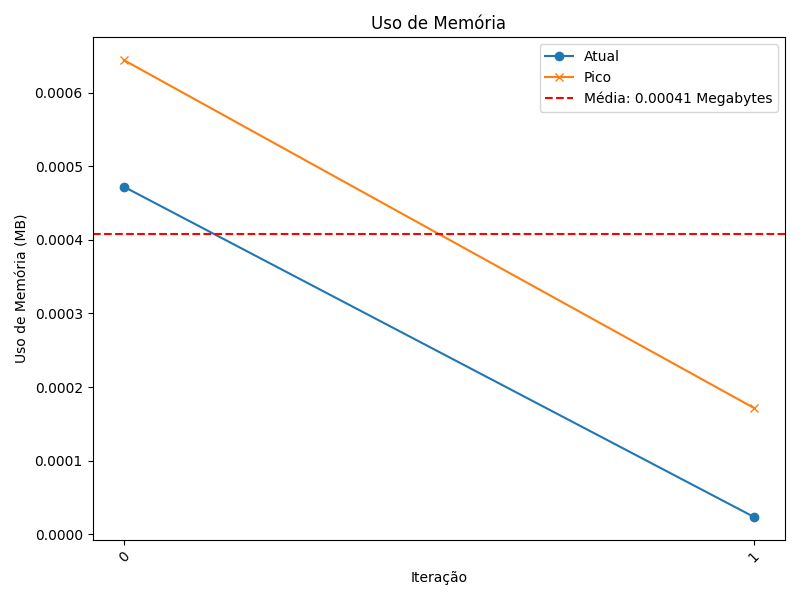 Uso de Memória
Atual
Pico
Média: 0.00041 Megabytes
0.0006
0.0005
0.0004
0.0003
0.0002
0.0001
0.0000
Uso de Memória (MB)
0
1
Iteração